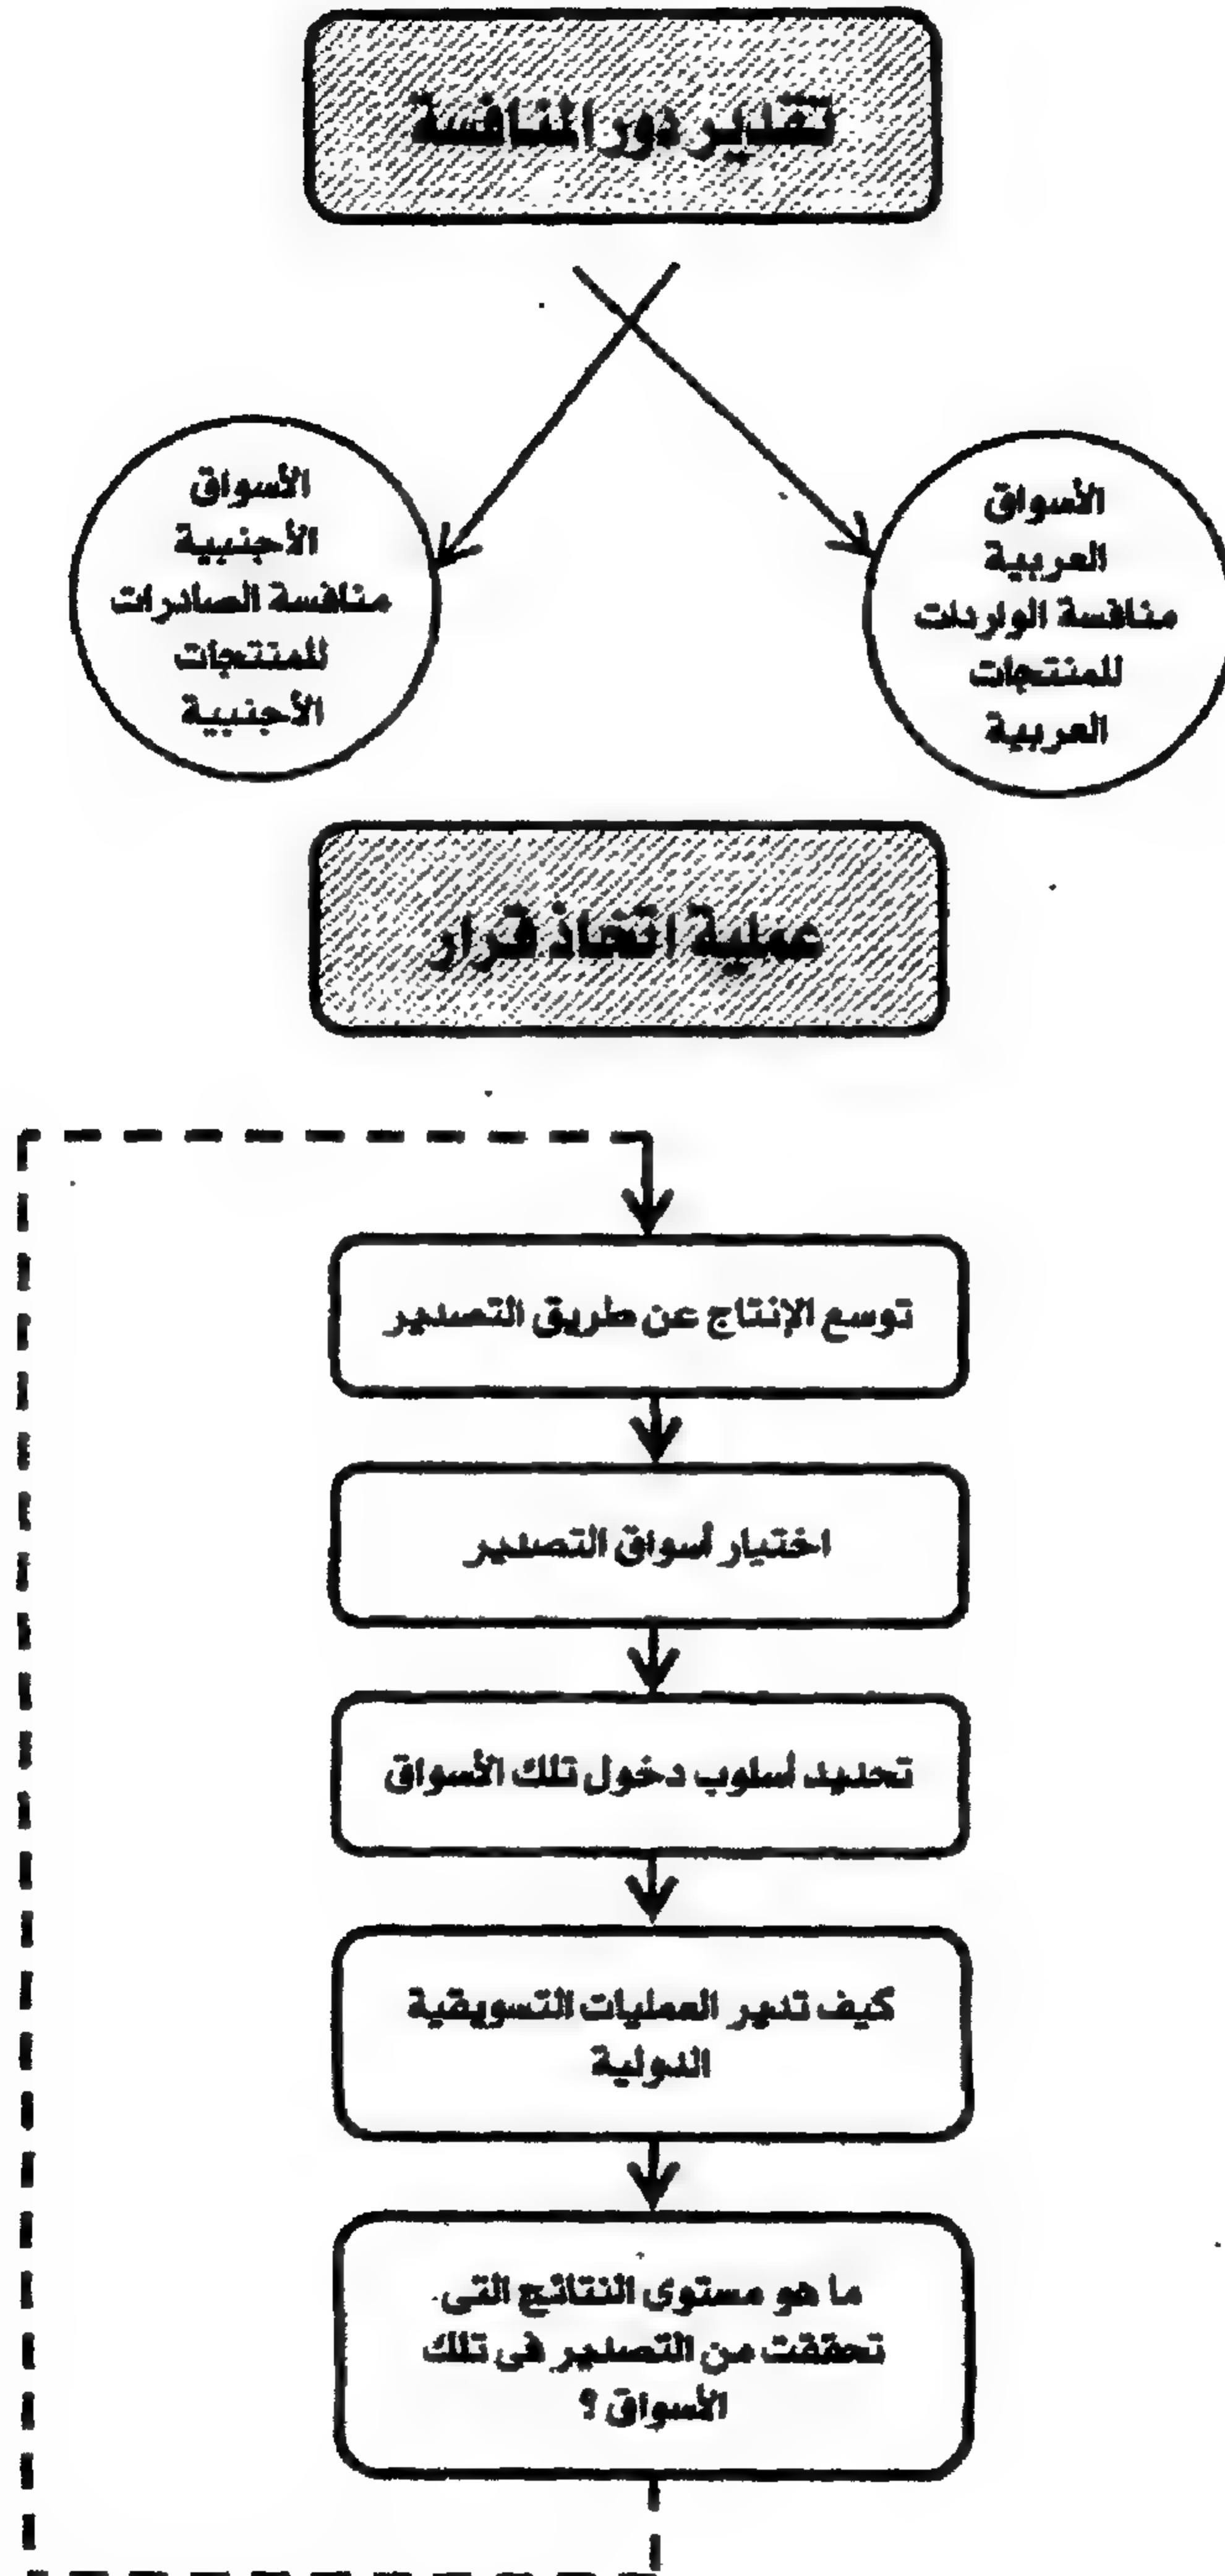 تقدير دور المنافسة
الأسواق
العربية
منافسة الواردات
للمنتجات
العربية
الأسواق
الأجنبية
منافسة الصادرات
للمنتجات
الأجنبية
عملية اتخاذ قرار
توسع الإنتاج عن طريق التصدير
اختيار أسواق التصدير
تحديد أسلوب دخول تلك الأسواق
كيف تدير العمليات التسويقية
الدولية
ما هو مستوى النتائج التى
تحققت من التصدير فى تلك
الأسواق ؟